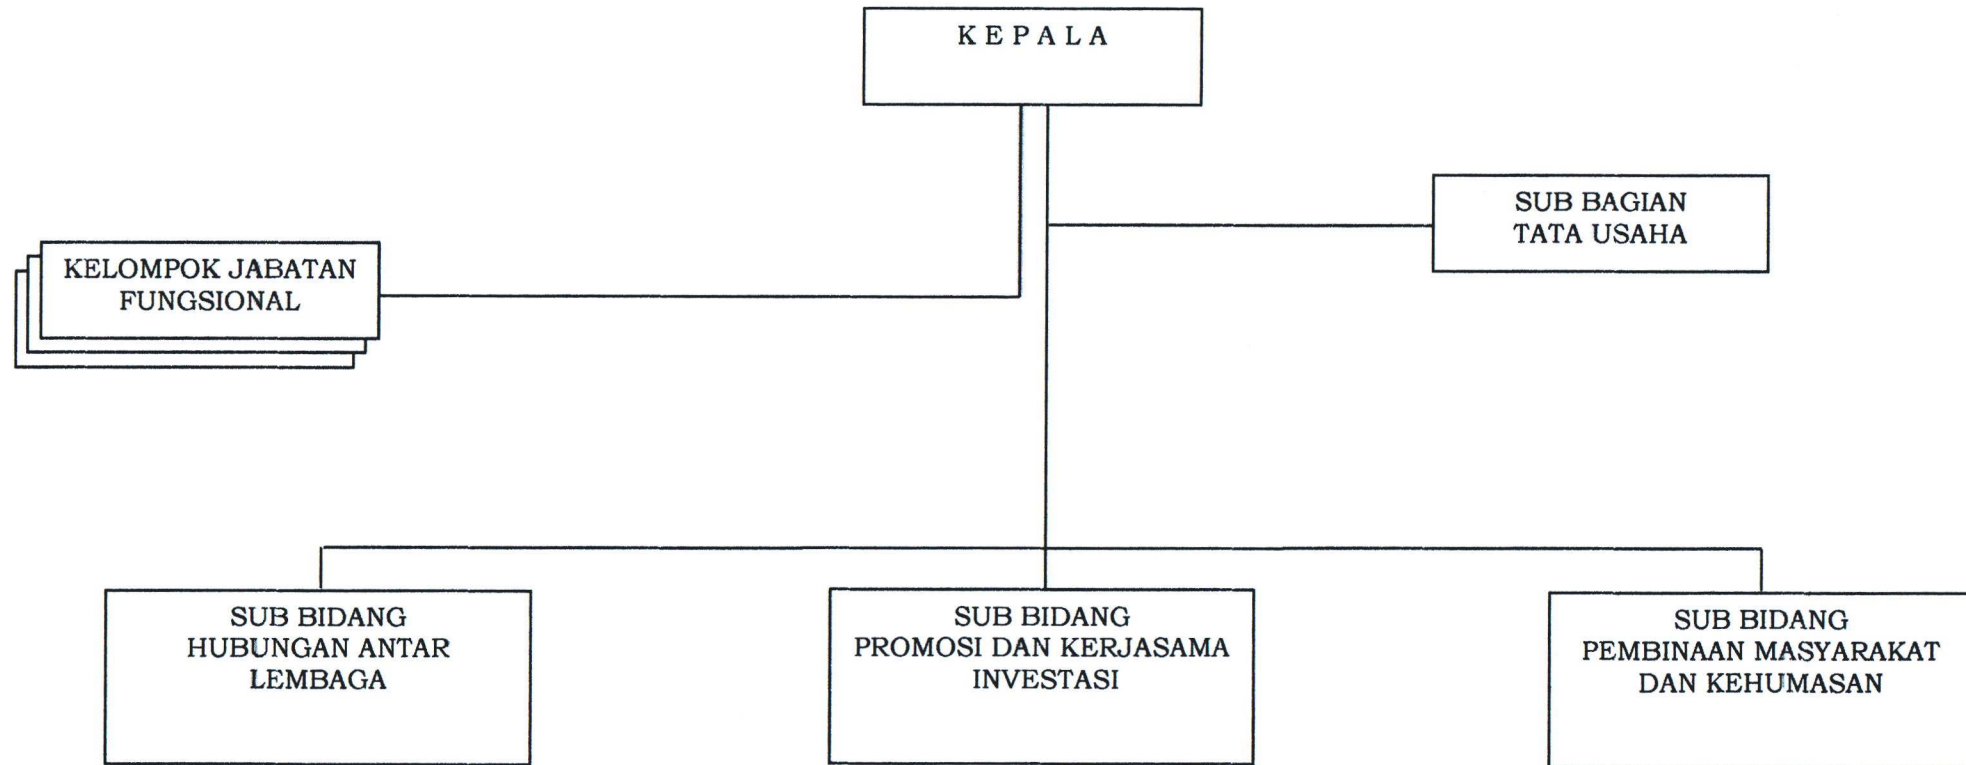 K E P A L A
SUB BAGIAN
TATA USAHA
KELOMPOK JABATAN
FUNGSIONAL
SUB BIDANG
HUBUNGAN ANTAR
LEMBAGA
SUB BIDANG
PROMOSI DAN KERJASAMA
INVESTASI
SUB BIDANG
PEMBINAAN MASYARAKAT
DAN KEHUMASAN